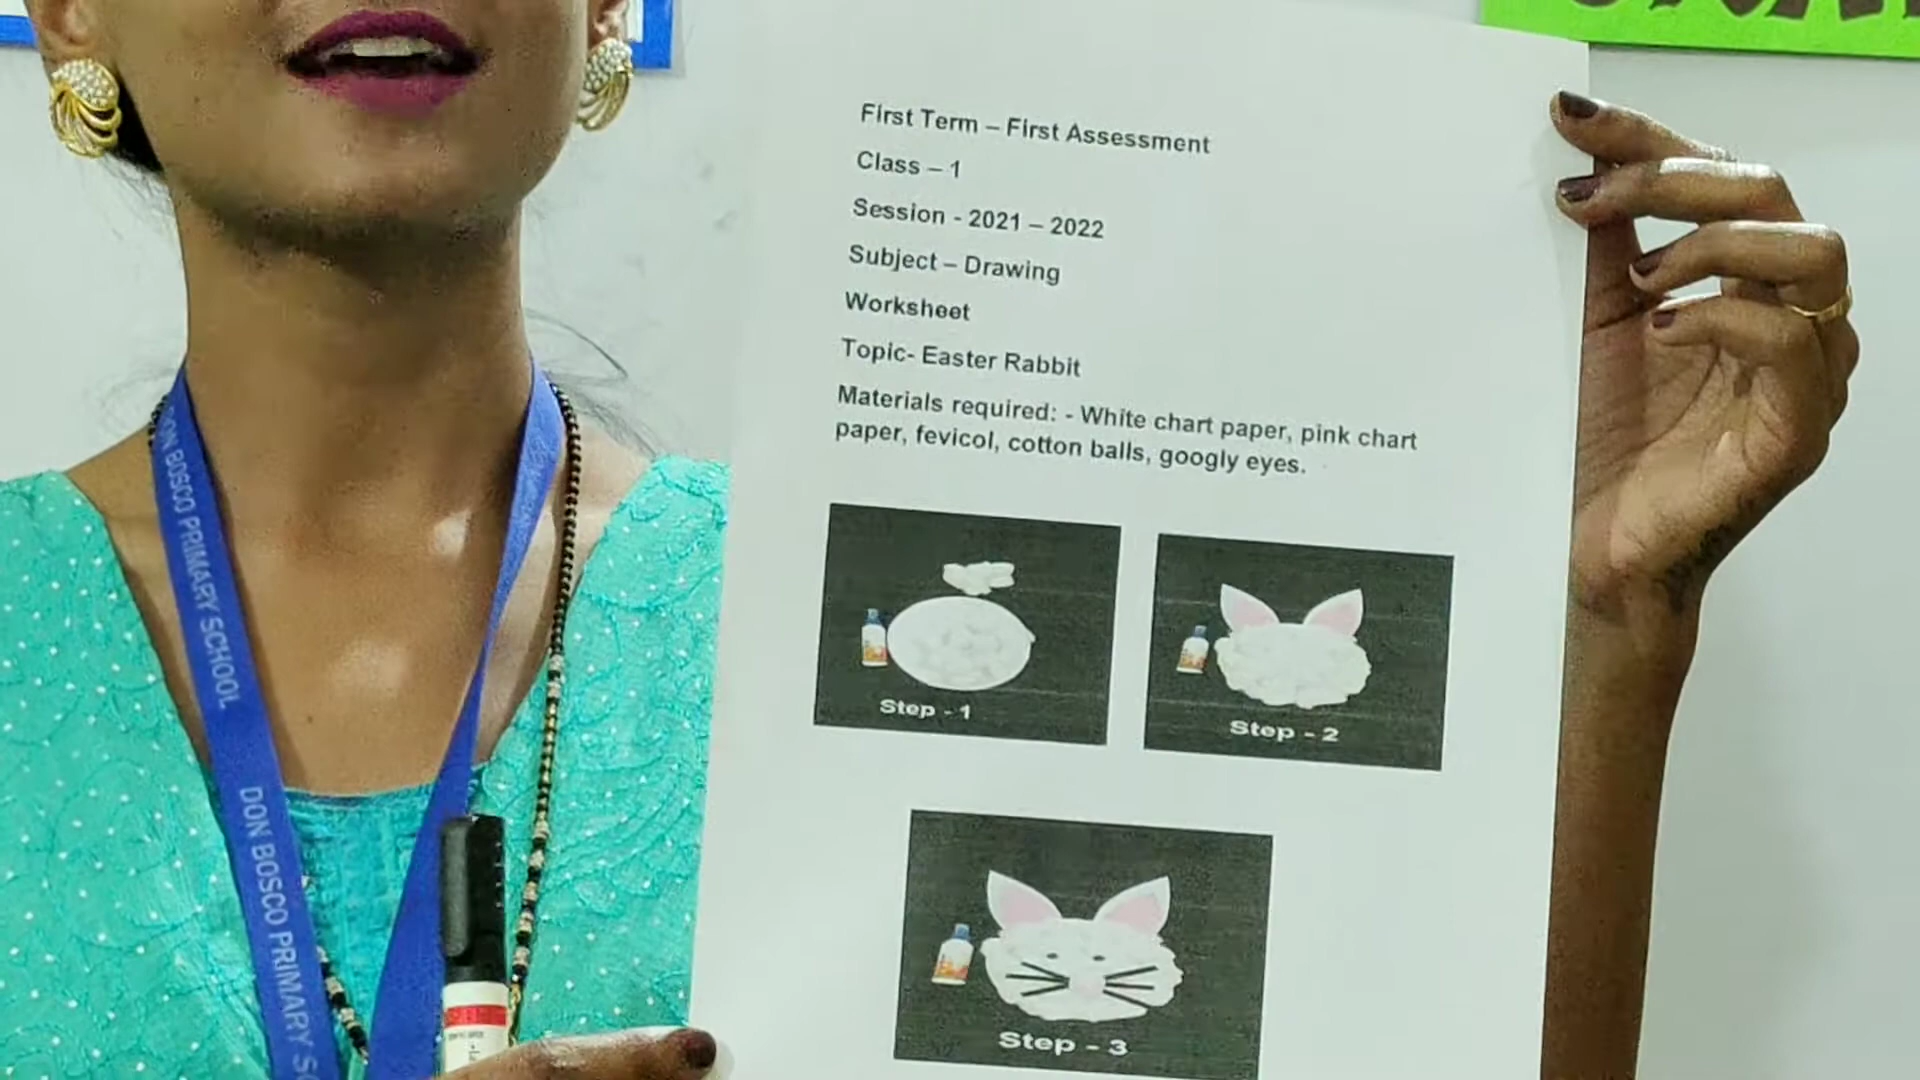 First Term – First Assessment
Class – 1
Session - 2021 – 2022
Subject – Drawing
Worksheet
Topic- Easter Rabbit
Materials required: - White chart paper, pink chart
paper, fevicol, cotton balls, googly eyes.
Step - 1
Step - 2
Step - 3
DON BOSCO PRIMARY SCHOOL
DON BOSCO PRIMARY